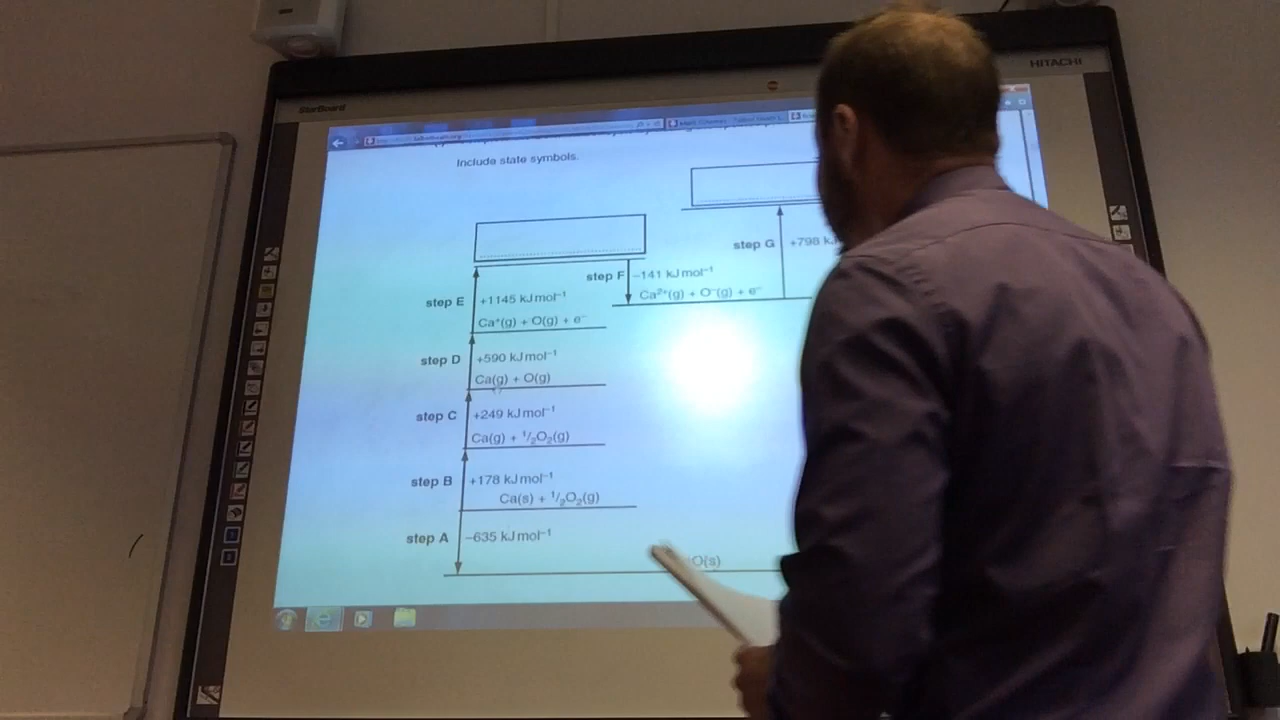 HITACHI
StarBoard
Include state symbols.
step G
+798
step F
−141 kJ mol⁻¹
Ca²⁺(g) + O⁻(g) + e⁻
step E
+1145 kJ mol⁻¹
Ca⁺(g) + O(g) + e⁻
step D
+590 kJ mol⁻¹
Ca(g) + O(g)
step C
+249 kJ mol⁻¹
Ca(g) + ¹/₂O₂(g)
step B
+178 kJ mol⁻¹
Ca(s) + ¹/₂O₂(g)
step A
−635 kJ mol⁻¹
O(s)